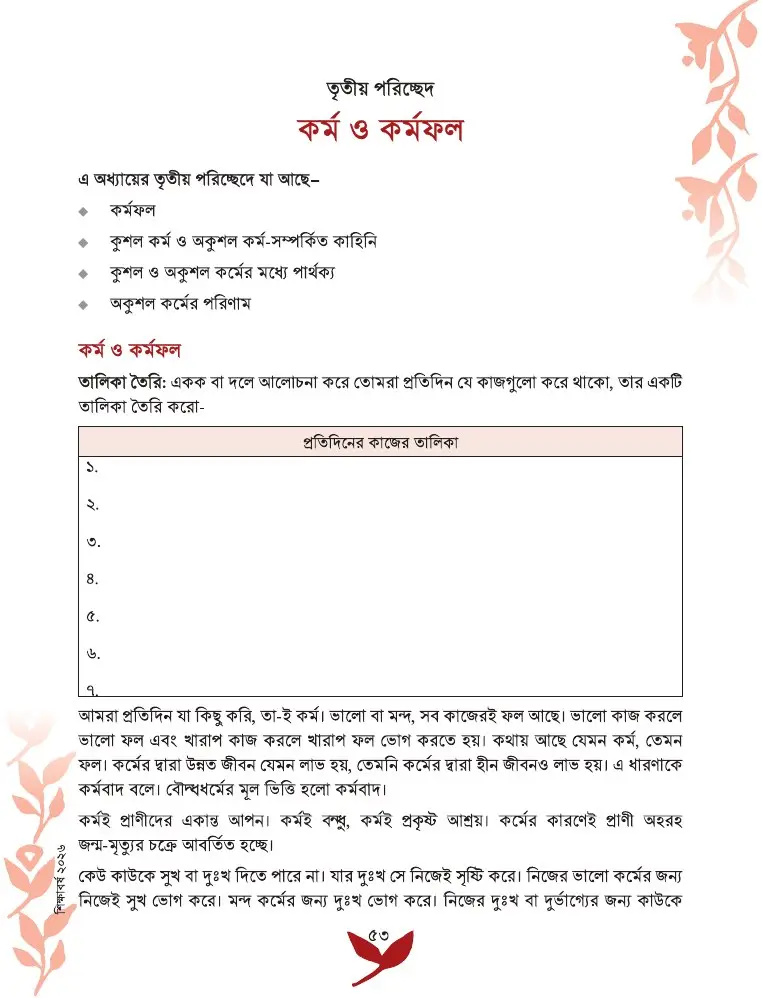 তৃতীয় পরিচ্ছেদ
কর্ম ও কর্মফল
এ অধ্যায়ের তৃতীয় পরিচ্ছেদে যা আছে–
◆ কর্মফল
◆ কুশল কর্ম ও অকুশল কর্ম-সম্পর্কিত কাহিনি
◆ কুশল ও অকুশল কর্মের মধ্যে পার্থক্য
◆ অকুশল কর্মের পরিণাম
কর্ম ও কর্মফল
তালিকা তৈরি: একক বা দলে আলোচনা করে তোমরা প্রতিদিন যে কাজগুলো করে থাকো, তার একটি
তালিকা তৈরি করো-
প্রতিদিনের কাজের তালিকা
১.
২.
৩.
৪.
৫.
৬.
৭.
আমরা প্রতিদিন যা কিছু করি, তা-ই কর্ম। ভালো বা মন্দ, সব কাজেরই ফল আছে। ভালো কাজ করলে
ভালো ফল এবং খারাপ কাজ করলে খারাপ ফল ভোগ করতে হয়। কথায় আছে যেমন কর্ম, তেমন
ফল। কর্মের দ্বারা উন্নত জীবন যেমন লাভ হয়, তেমনি কর্মের দ্বারা হীন জীবনও লাভ হয়। এ ধারণাকে
কর্মবাদ বলে। বৌদ্ধধর্মের মূল ভিত্তি হলো কর্মবাদ।
কর্মই প্রাণীদের একান্ত আপন। কর্মই বন্ধু, কর্মই প্রকৃষ্ট আশ্রয়। কর্মের কারণেই প্রাণী অহরহ
জন্ম-মৃত্যুর চক্রে আবর্তিত হচ্ছে।
কেউ কাউকে সুখ বা দুঃখ দিতে পারে না। যার দুঃখ সে নিজেই সৃষ্টি করে। নিজের ভালো কর্মের জন্য
নিজেই সুখ ভোগ করে। মন্দ কর্মের জন্য দুঃখ ভোগ করে। নিজের দুঃখ বা দুর্ভাগ্যের জন্য কাউকে
শিক্ষাবর্ষ ২০২৬
৫৩